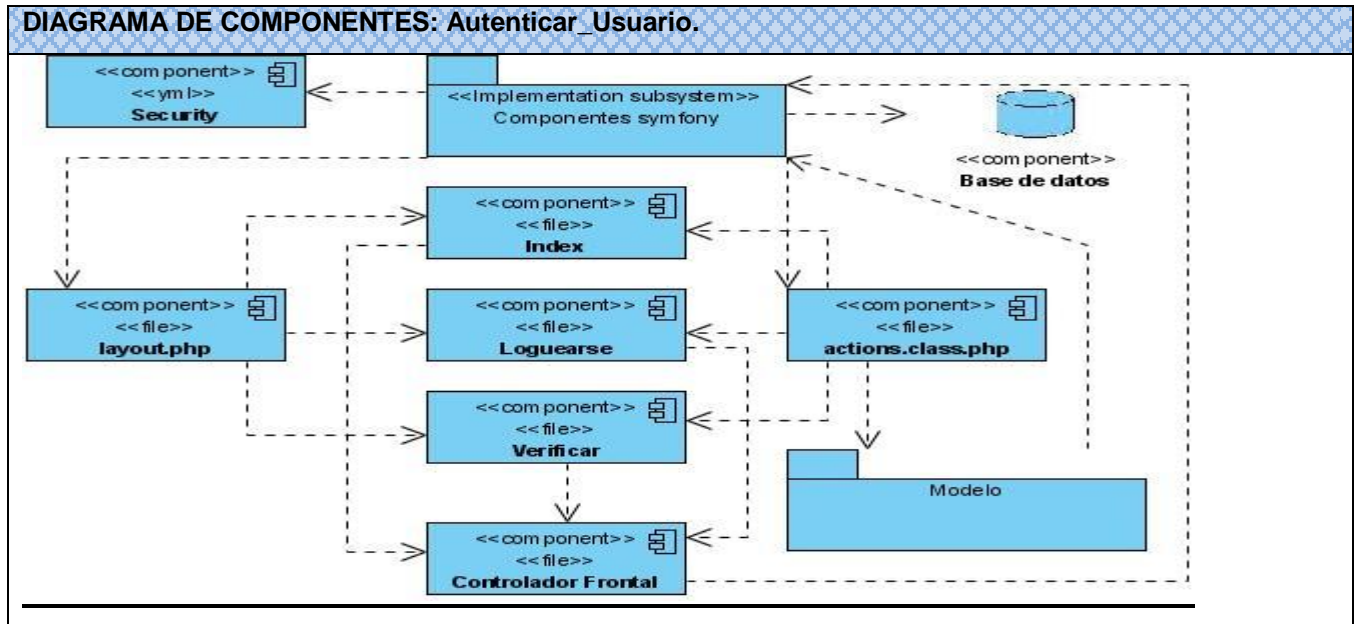 DIAGRAMA DE COMPONENTES: Autenticar_Usuario.
<<component>>
<<yml>>
Security
<<Implementation subsystem>>
Componentes symfony
<<component>>
Base de datos
<<component>>
<<file>>
Index
<<component>>
<<file>>
layout.php
<<component>>
<<file>>
Loguearse
<<component>>
<<file>>
actions.class.php
<<component>>
<<file>>
Verificar
Modelo
<<component>>
<<file>>
Controlador Frontal